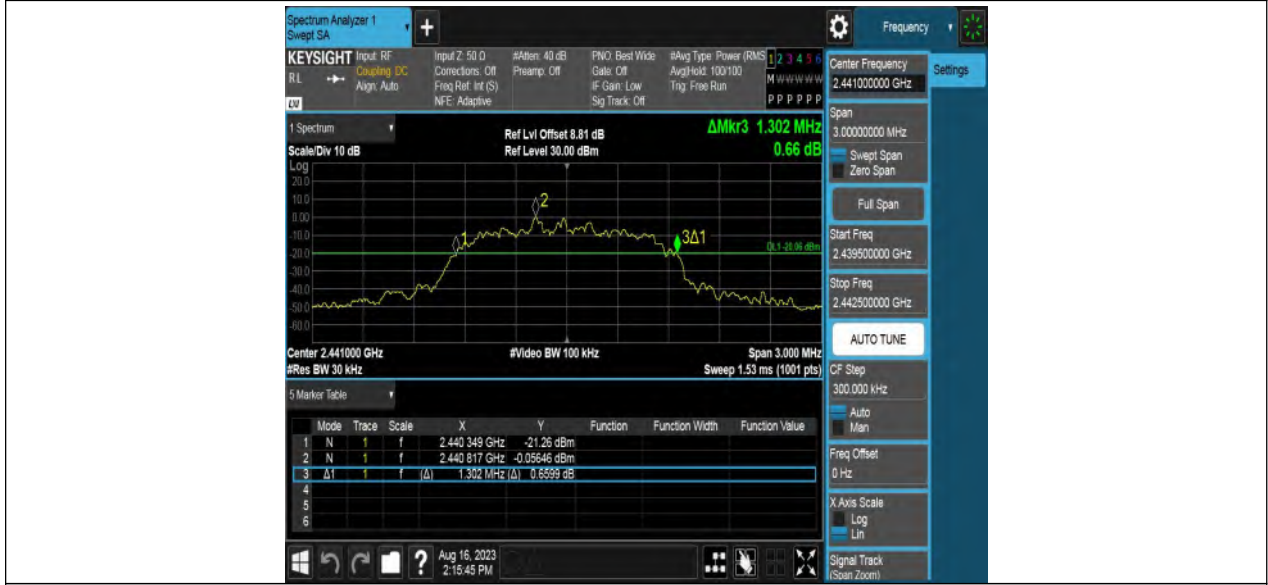 Spectrum Analyzer 1
Swept SA
+
Frequency
KEYSIGHT
RL
LXI
Input: RF
Coupling: DC
Align: Auto
Input Z: 50 Ω
Corrections: Off
Freq Ref: Int (S)
NFE: Adaptive
#Atten: 40 dB
Preamp: Off
PNO: Best Wide
Gate: Off
IF Gain: Low
Sig Track: Off
#Avg Type: Power (RMS
Avg|Hold: 100/100
Trig: Free Run
1 2 3 4 5 6
M W W W W W
P P P P P P
Center Frequency
2.441000000 GHz
Settings
Span
3.00000000 MHz
Swept Span
Zero Span
Full Span
Start Freq
2.439500000 GHz
Stop Freq
2.442500000 GHz
AUTO TUNE
CF Step
300.000 kHz
Auto
Man
Freq Offset
0 Hz
X Axis Scale
Log
Lin
Signal Track
(Span Zoom)
1 Spectrum
Scale/Div 10 dB
Ref Lvl Offset 8.81 dB
Ref Level 30.00 dBm
ΔMkr3 1.302 MHz
0.66 dB
Log
20.0
10.0
0.00
-10.0
-20.0
-30.0
-40.0
-50.0
-60.0
1
2
3Δ1
DL1 -20.06 dBm
Center 2.441000 GHz
#Res BW 30 kHz
#Video BW 100 kHz
Span 3.000 MHz
Sweep 1.53 ms (1001 pts)
5 Marker Table
Mode Trace Scale X Y Function Function Width Function Value
1 N 1 f 2.440 349 GHz -21.26 dBm
2 N 1 f 2.440 817 GHz -0.05646 dBm
3 Δ1 1 f (Δ) 1.302 MHz (Δ) 0.6599 dB
4
5
6
?
Aug 16, 2023
2:15:45 PM